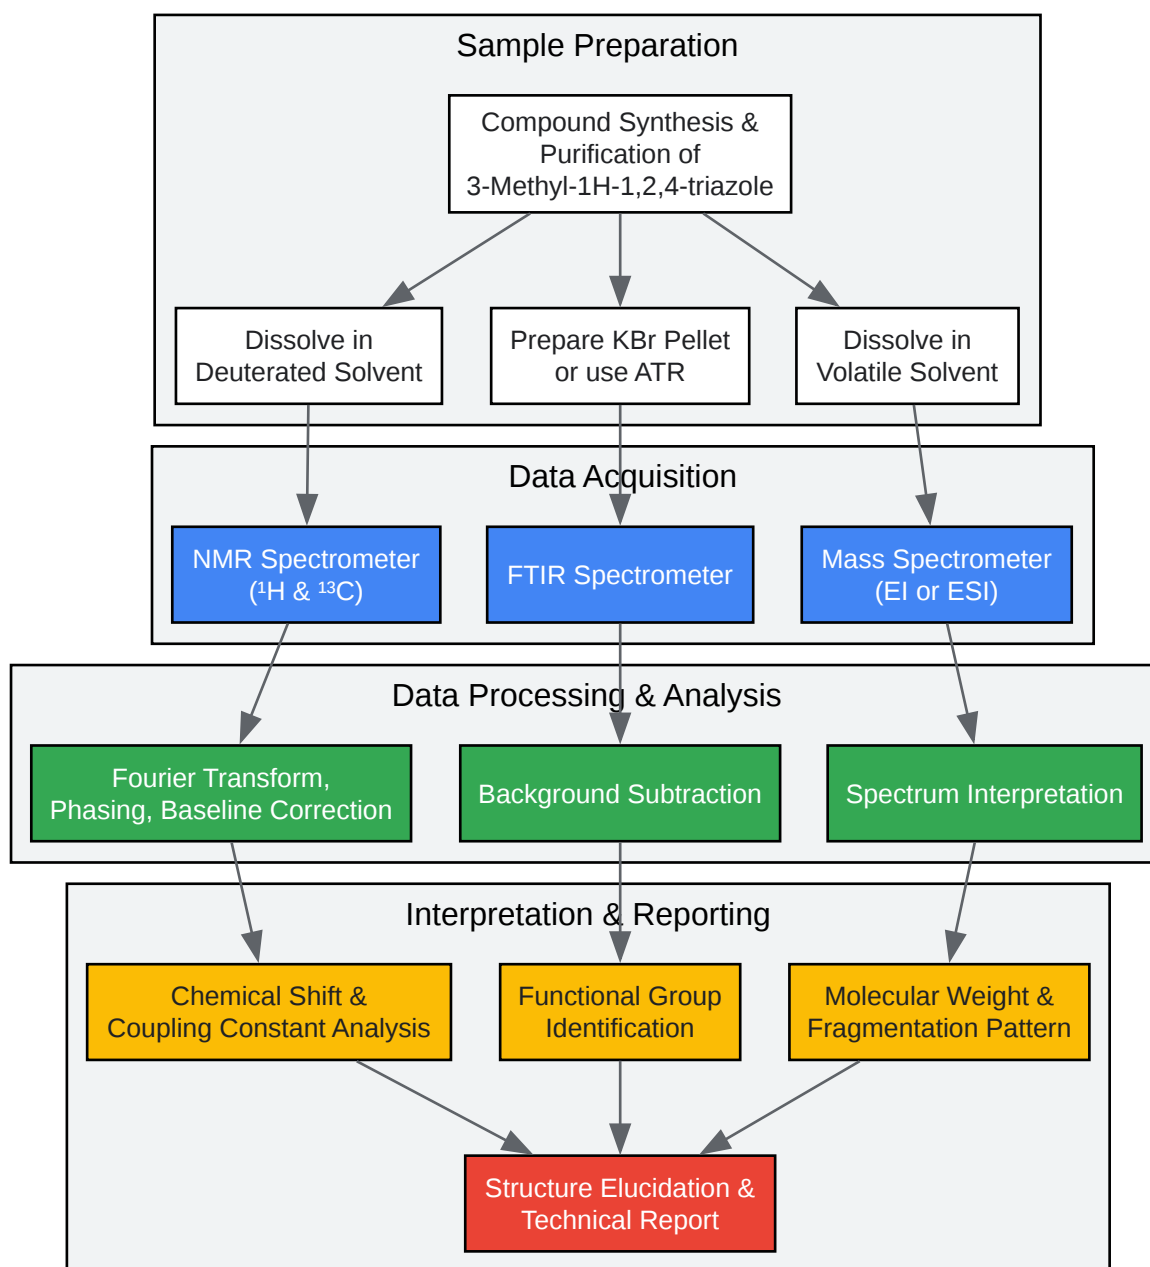 Sample Preparation
Compound Synthesis &
Purification of
3-Methyl-1H-1,2,4-triazole
Dissolve in
Deuterated Solvent
Prepare KBr Pellet
or use ATR
Dissolve in
Volatile Solvent
Data Acquisition
NMR Spectrometer
(¹H & ¹³C)
FTIR Spectrometer
Mass Spectrometer
(EI or ESI)
Data Processing & Analysis
Fourier Transform,
Phasing, Baseline Correction
Background Subtraction
Spectrum Interpretation
Interpretation & Reporting
Chemical Shift &
Coupling Constant Analysis
Functional Group
Identification
Molecular Weight &
Fragmentation Pattern
Structure Elucidation &
Technical Report